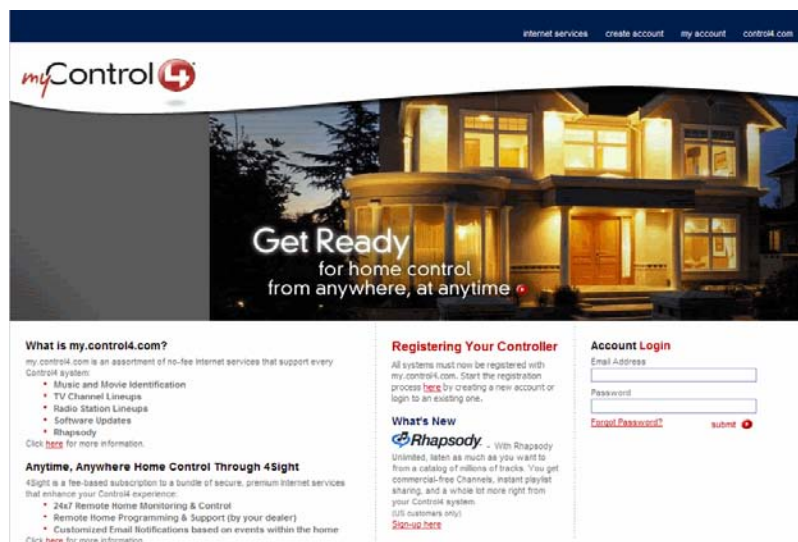 internet services create account my account control4.com
myControl4
Get Ready
for home control
from anywhere, at anytime
What is my.control4.com?
my.control4.com is an assortment of no-fee Internet services that support every
Control4 system:
Music and Movie Identification
TV Channel Lineups
Radio Station Lineups
Software Updates
Rhapsody
Click here for more information.
Anytime, Anywhere Home Control Through 4Sight
4Sight is a fee-based subscription to a bundle of secure, premium Internet services
that enhance your Control4 experience:
24x7 Remote Home Monitoring & Control
Remote Home Programming & Support (by your dealer)
Customized Email Notifications based on events within the home
Click here for more information.
Registering Your Controller
All systems must now be registered with
my.control4.com. Start the registration
process here by creating a new account or
login to an existing one.
What's New
Rhapsody. - With Rhapsody
Unlimited, listen as much as you want to
from a catalog of millions of tracks. You get
commercial-free Channels, instant playlist
sharing, and a whole lot more right from
your Control4 system.
(US customers only)
Sign-up here
Account Login
Email Address
Password
Forgot Password? submit